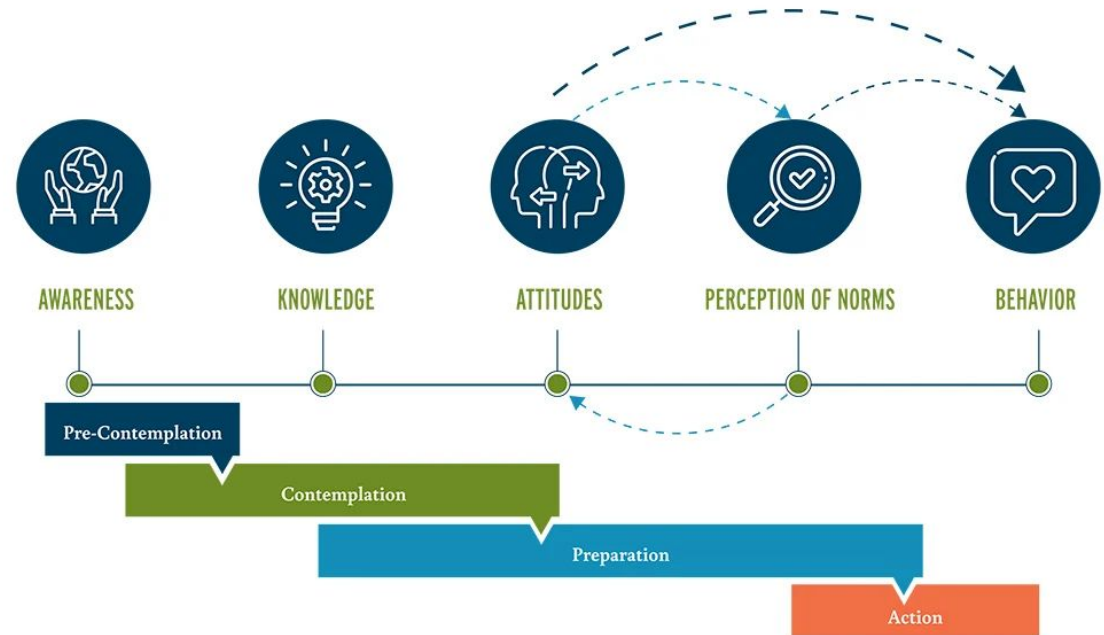 AWARENESS
KNOWLEDGE
ATTITUDES
PERCEPTION OF NORMS
BEHAVIOR
Pre-Contemplation
Contemplation
Preparation
Action